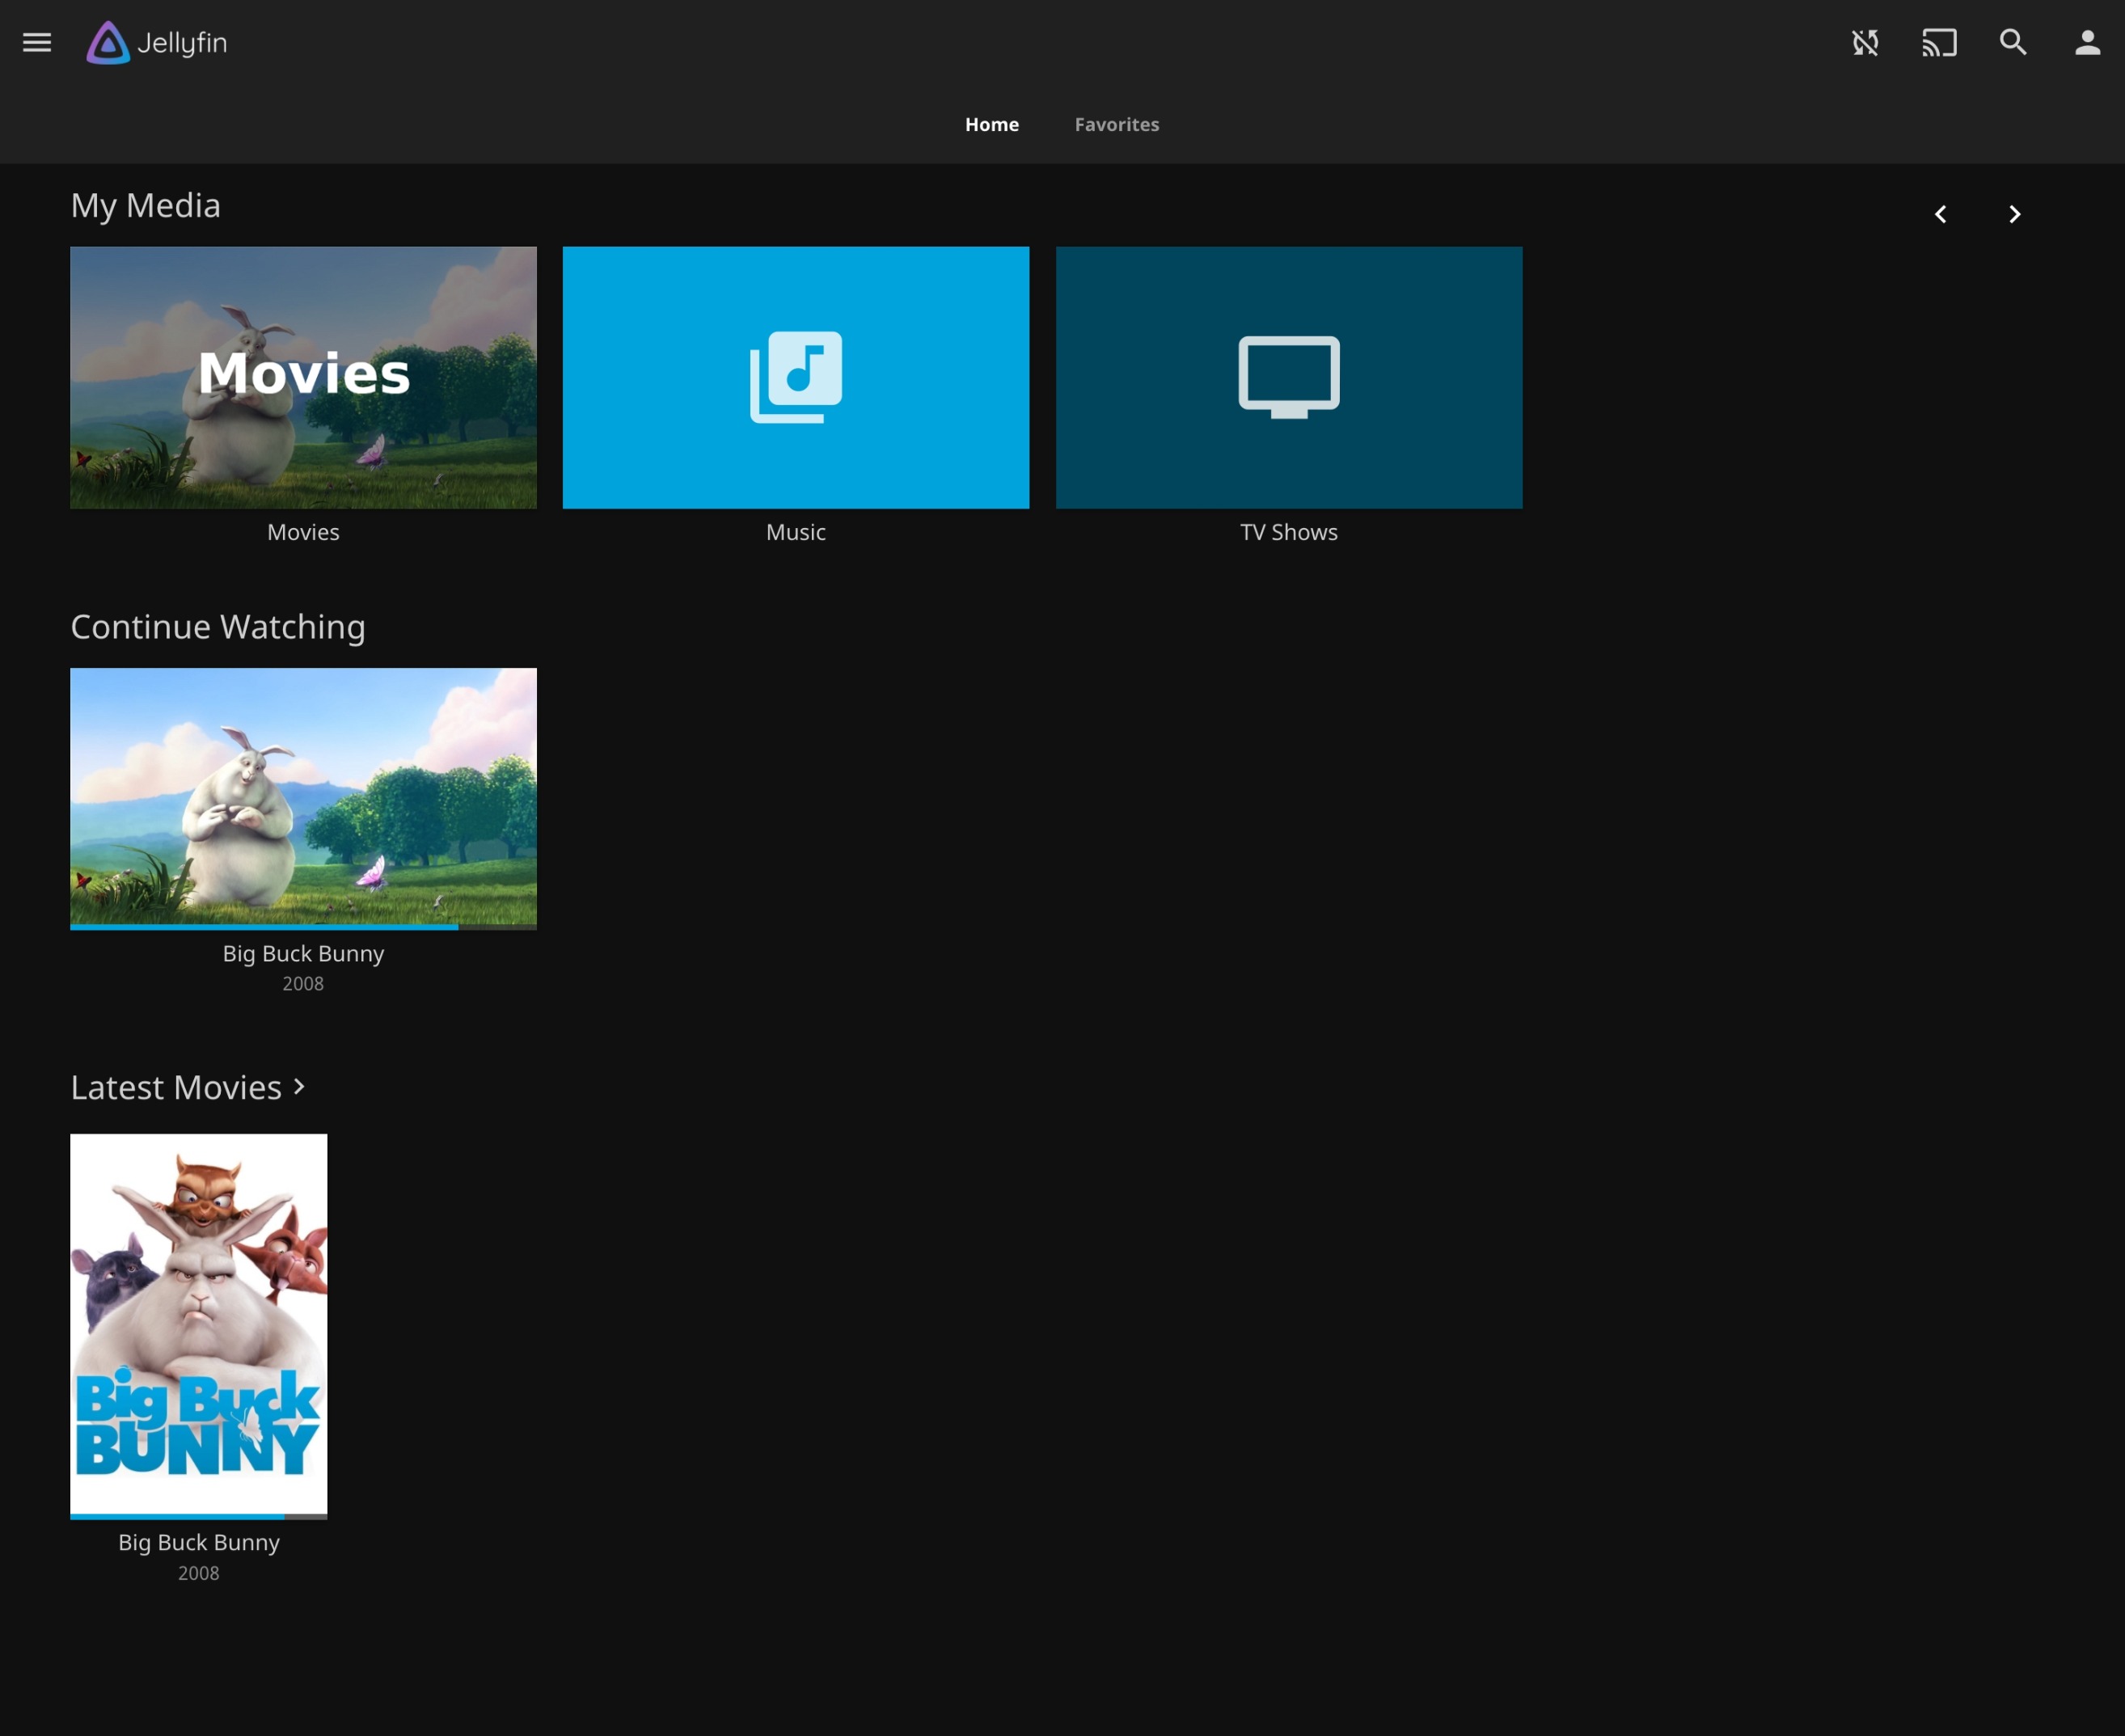 Jellyfin
Home Favorites
My Media
Movies
Movies Music TV Shows
Continue Watching
Big Buck Bunny
2008
Latest Movies
Big Buck
BUNNY
Big Buck Bunny
2008